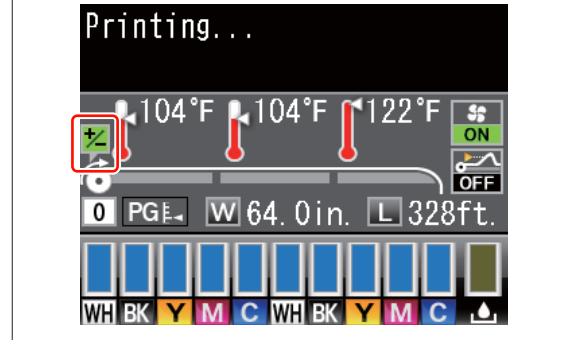 Printing...
104°F 104°F 122°F
+/-
ON
OFF
0 PG W 64.0in. L 328ft.
WH BK Y M C WH BK Y M C